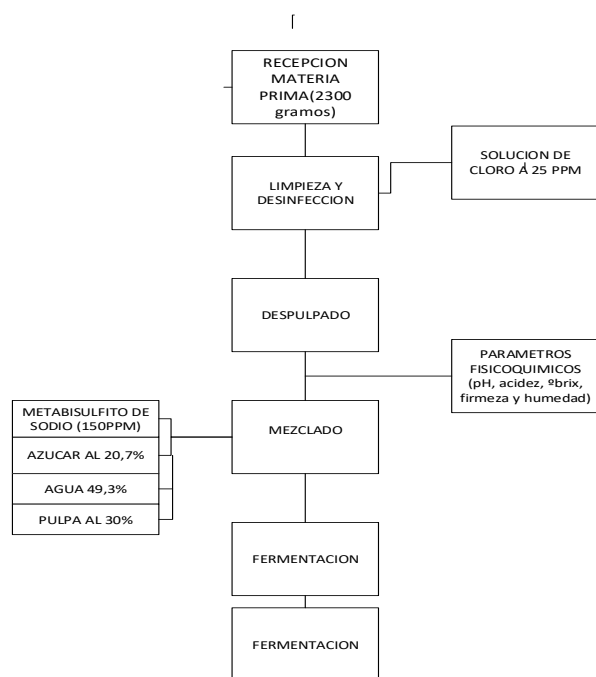 RECEPCION
MATERIA
PRIMA(2300
gramos)
SOLUCION DE
CLORO A 25 PPM
LIMPIEZA Y
DESINFECCION
DESPULPADO
PARAMETROS
FISICOQUIMICOS
(pH, acidez, ºbrix,
firmeza y humedad)
METABISULFITO DE
SODIO (150PPM)
AZUCAR AL 20,7%
AGUA 49,3%
PULPA AL 30%
MEZCLADO
FERMENTACION
FERMENTACION